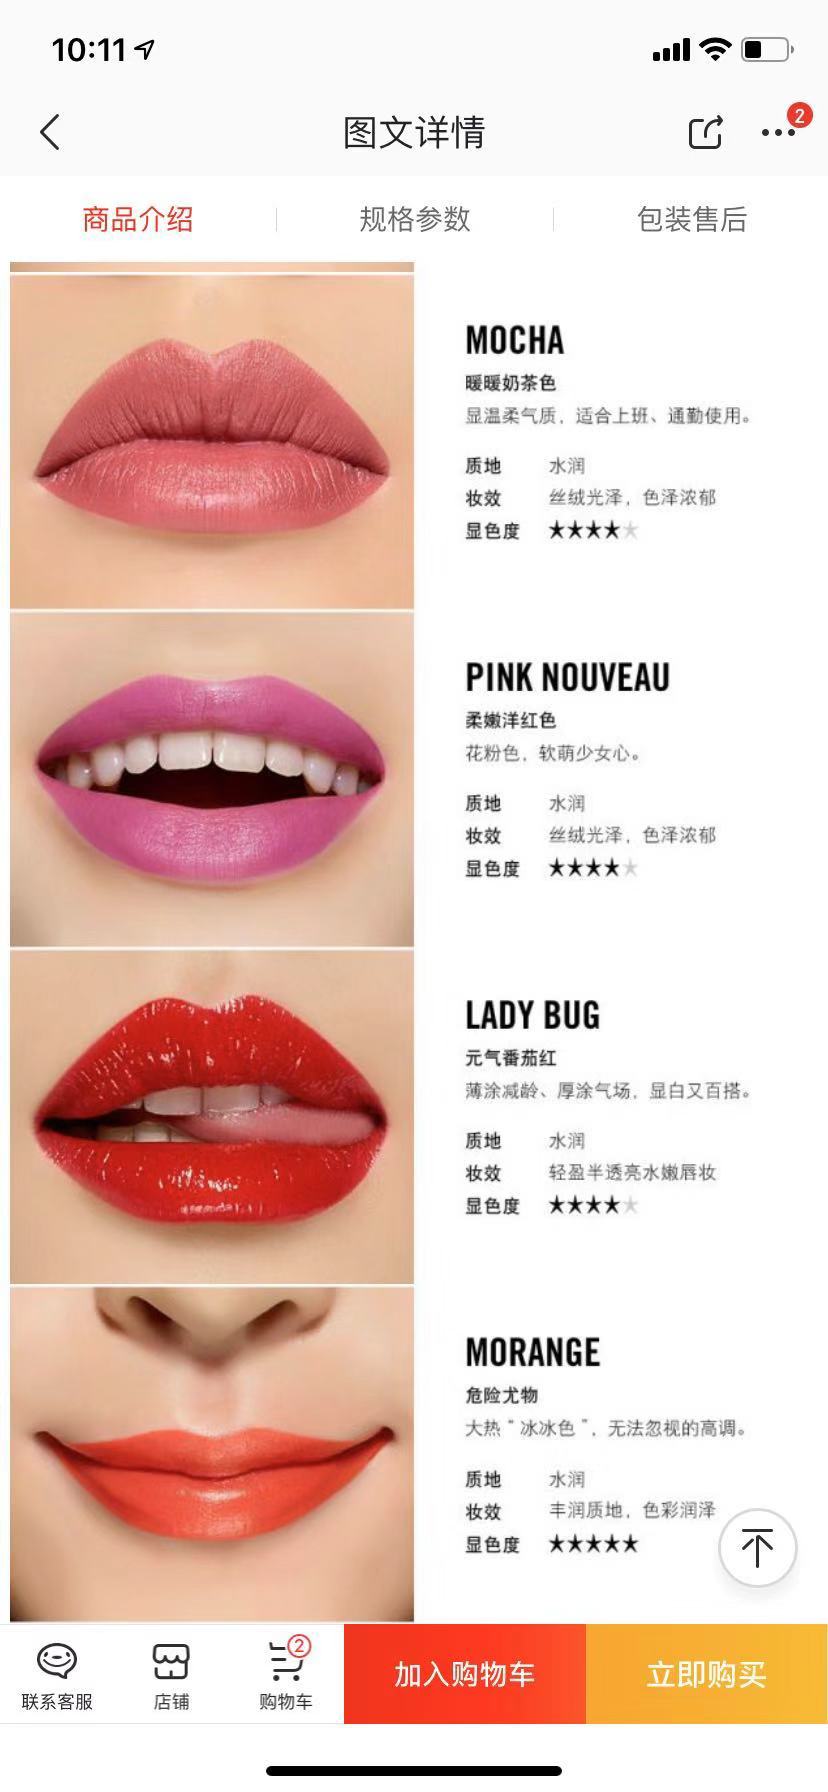 10:11
图文详情
2
商品介绍
规格参数
包装售后
MOCHA
暖暖奶茶色
显温柔气质，适合上班、通勤使用。
质地 水润
妆效 丝绒光泽，色泽浓郁
显色度 ★★★★★
PINK NOUVEAU
柔嫩洋红色
花粉色，软萌少女心。
质地 水润
妆效 丝绒光泽，色泽浓郁
显色度 ★★★★★
LADY BUG
元气番茄红
薄涂减龄、厚涂气场，显白又百搭。
质地 水润
妆效 轻盈半透亮水嫩唇妆
显色度 ★★★★★
MORANGE
危险尤物
大热“冰冰色”，无法忽视的高调。
质地 水润
妆效 丰润质地，色彩润泽
显色度 ★★★★★
联系客服
店铺
2
购物车
加入购物车
立即购买